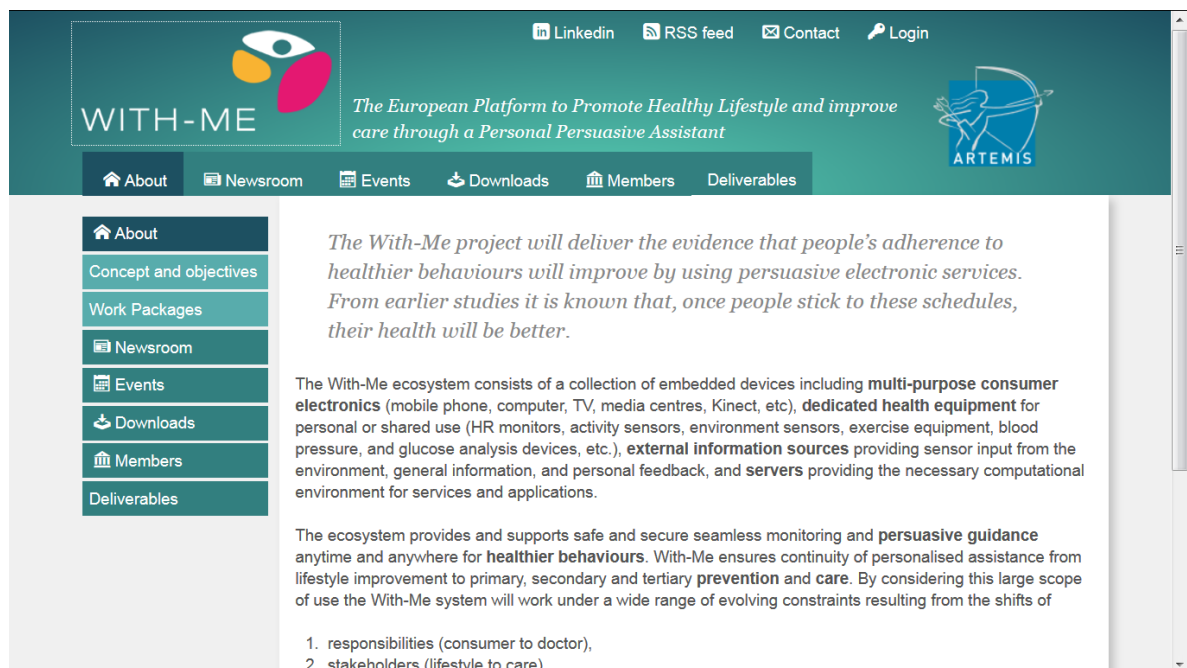 Linkedin RSS feed Contact Login
WITH-ME
The European Platform to Promote Healthy Lifestyle and improve
care through a Personal Persuasive Assistant
ARTEMIS
About Newsroom Events Downloads Members Deliverables
About
Concept and objectives
Work Packages
Newsroom
Events
Downloads
Members
Deliverables
The With-Me project will deliver the evidence that people's adherence to
healthier behaviours will improve by using persuasive electronic services.
From earlier studies it is known that, once people stick to these schedules,
their health will be better.
The With-Me ecosystem consists of a collection of embedded devices including multi-purpose consumer
electronics (mobile phone, computer, TV, media centres, Kinect, etc), dedicated health equipment for
personal or shared use (HR monitors, activity sensors, environment sensors, exercise equipment, blood
pressure, and glucose analysis devices, etc.), external information sources providing sensor input from the
environment, general information, and personal feedback, and servers providing the necessary computational
environment for services and applications.
The ecosystem provides and supports safe and secure seamless monitoring and persuasive guidance
anytime and anywhere for healthier behaviours. With-Me ensures continuity of personalised assistance from
lifestyle improvement to primary, secondary and tertiary prevention and care. By considering this large scope
of use the With-Me system will work under a wide range of evolving constraints resulting from the shifts of
1. responsibilities (consumer to doctor),
2. stakeholders (lifestyle to care)